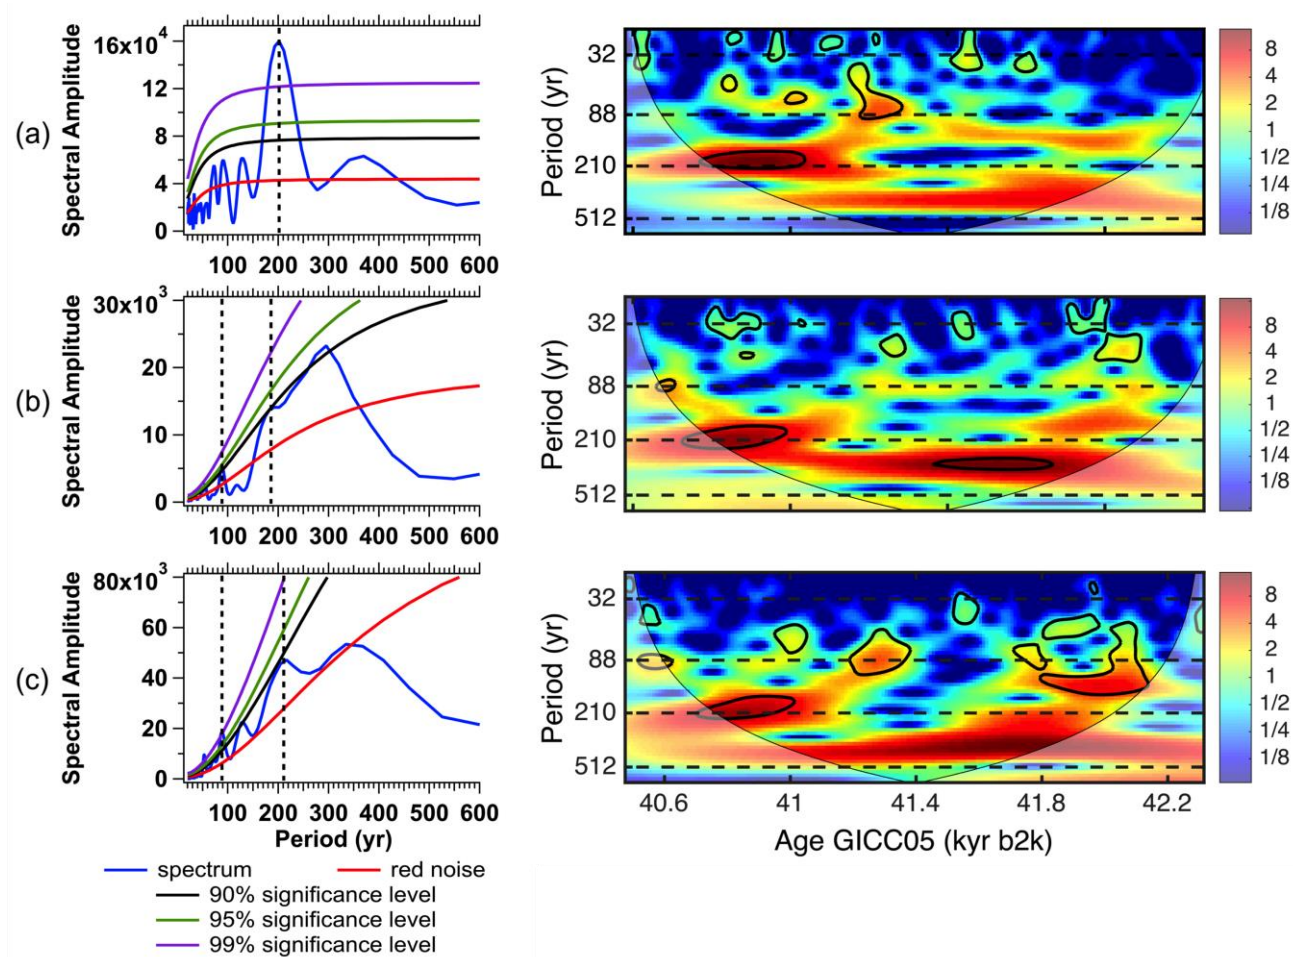 (a)
Spectral Amplitude
16x10⁴
12
8
4
0
100 200 300 400 500 600
Period (yr)
32
88
210
512
8
4
2
1
1/2
1/4
1/8
(b)
Spectral Amplitude
30x10³
20
10
0
100 200 300 400 500 600
Period (yr)
32
88
210
512
8
4
2
1
1/2
1/4
1/8
(c)
Spectral Amplitude
80x10³
60
40
20
0
100 200 300 400 500 600
Period (yr)
Period (yr)
32
88
210
512
40.6 41 41.4 41.8 42.2
Age GICC05 (kyr b2k)
8
4
2
1
1/2
1/4
1/8
spectrum red noise
90% significance level
95% significance level
99% significance level